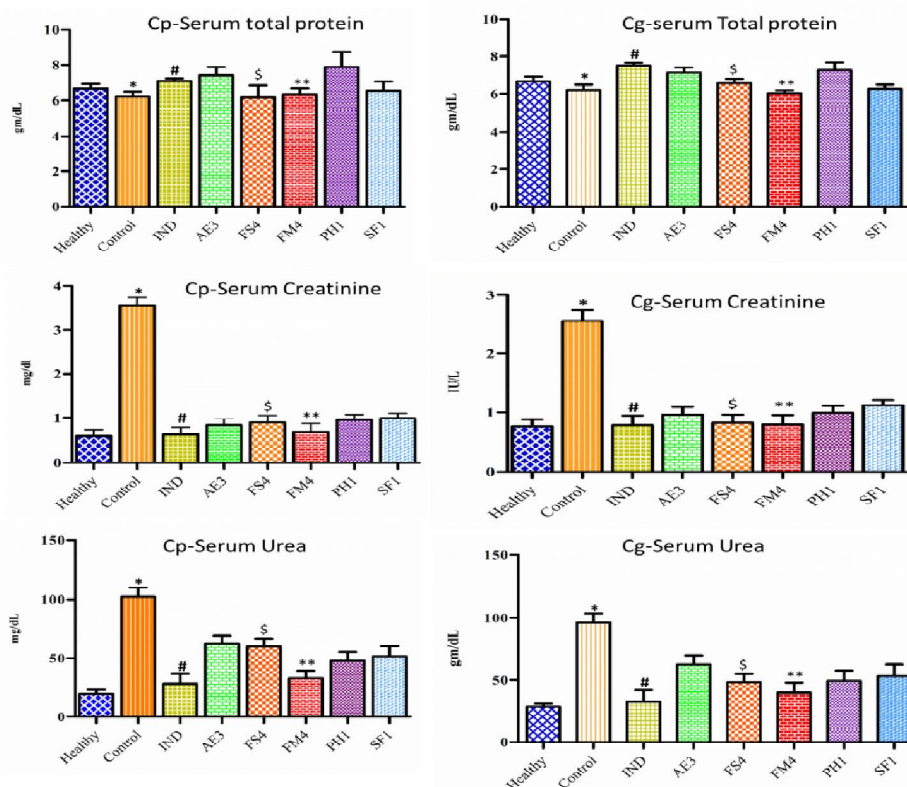 Cp-Serum total protein
gm/dL
10
8
6
4
2
0
* # $ **
Healthy Control IND AE3 FS4 FM4 PH1 SF1
Cg-serum Total protein
gm/dL
10
8
6
4
2
0
* # $ **
Healthy Control IND AE3 FS4 FM4 PH1 SF1
Cp-Serum Creatinine
mg/dl
4
3
2
1
0
* # $ **
Healthy Control IND AE3 FS4 FM4 PH1 SF1
Cg-Serum Creatinine
IU/L
3
2
1
0
* # $ **
Healthy Control IND AE3 FS4 FM4 PH1 SF1
Cp-Serum Urea
mg/dL
150
100
50
0
* # $ **
Healthy Control IND AE3 FS4 FM4 PH1 SF1
Cg-Serum Urea
gm/dL
150
100
50
0
* # $ **
Healthy Control IND AE3 FS4 FM4 PH1 SF1